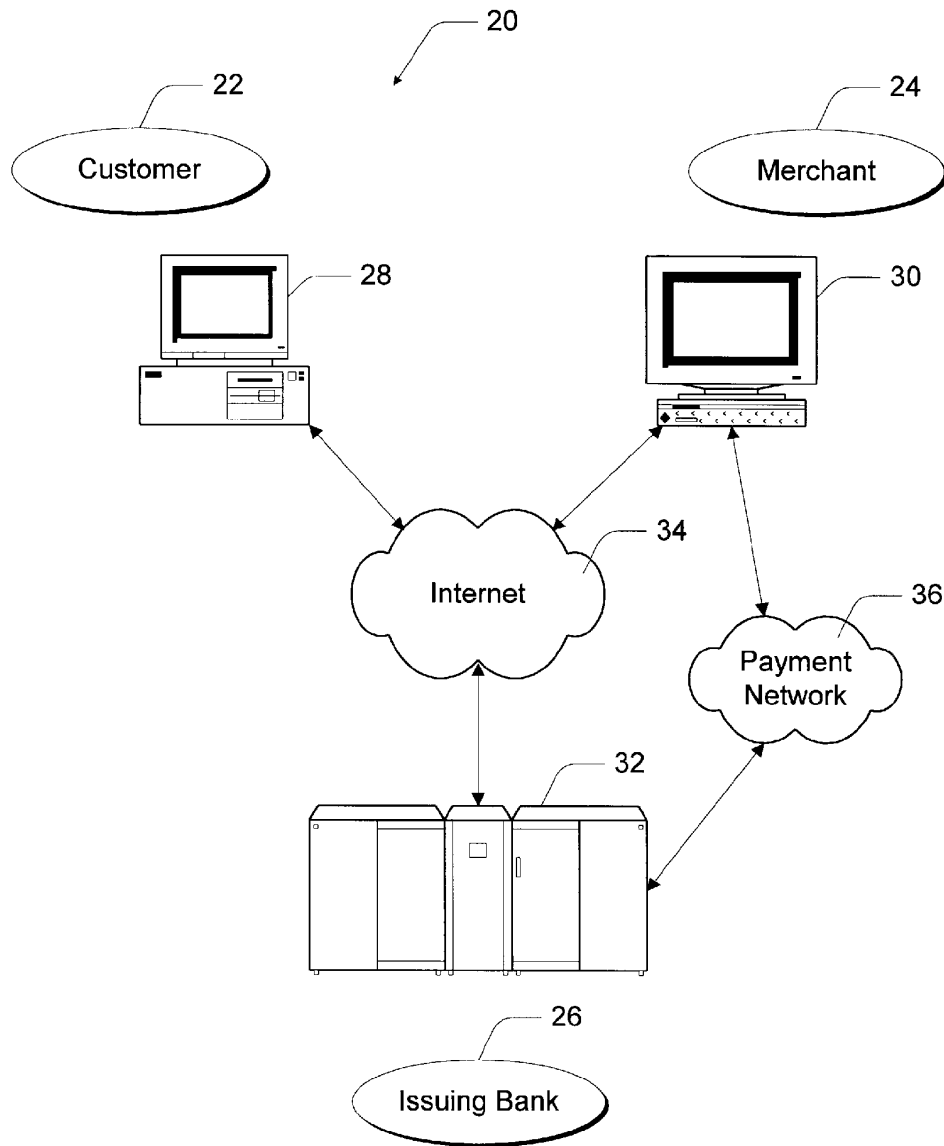 20
22
24
Customer
Merchant
28
30
34
Internet
36
Payment
Network
32
26
Issuing Bank